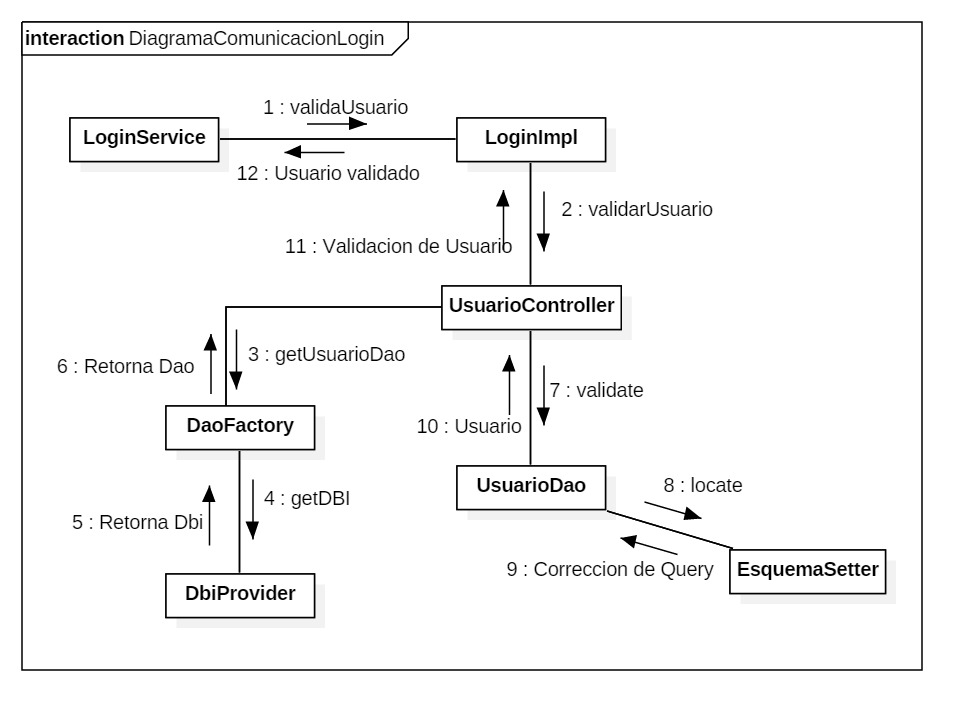 interaction DiagramaComunicacionLogin
1 : validaUsuario
LoginService
LoginImpl
12 : Usuario validado
2 : validarUsuario
11 : Validacion de Usuario
UsuarioController
3 : getUsuarioDao
6 : Retorna Dao
7 : validate
DaoFactory
10 : Usuario
UsuarioDao
8 : locate
4 : getDBI
5 : Retorna Dbi
9 : Correccion de Query
EsquemaSetter
DbiProvider